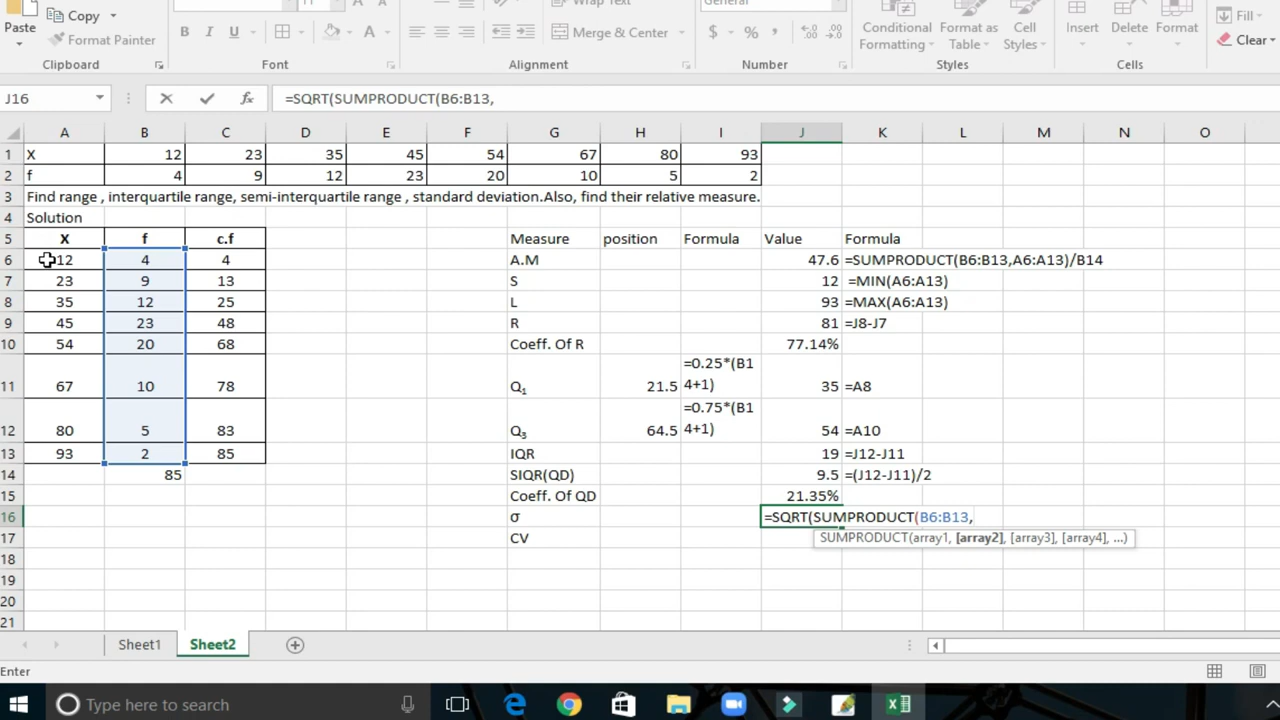 Copy
Wrap Text
General
Paste
Format Painter
B I U
A
Merge & Center
$ % ,
Conditional Formatting
Format as Table
Cell Styles
Insert
Delete
Format
Fill
Clear
Clipboard
Font
Alignment
Number
Styles
Cells
J16
fx
=SQRT(SUMPRODUCT(B6:B13,
A B C D E F G H I J K L M N O
1 X 12 23 35 45 54 67 80 93
2 f 4 9 12 23 20 10 5 2
3 Find range , interquartile range, semi-interquartile range , standard deviation.Also, find their relative measure.
4 Solution
5 X f c.f Measure position Formula Value Formula
6 12 4 4 A.M 47.6 =SUMPRODUCT(B6:B13,A6:A13)/B14
7 23 9 13 S 12 =MIN(A6:A13)
8 35 12 25 L 93 =MAX(A6:A13)
9 45 23 48 R 81 =J8-J7
10 54 20 68 Coeff. Of R 77.14%
11 67 10 78 Q1 21.5 =0.25*(B14+1) 35 =A8
12 80 5 83 Q3 64.5 =0.75*(B14+1) 54 =A10
13 93 2 85 IQR 19 =J12-J11
14 85 SIQR(QD) 9.5 =(J12-J11)/2
15 Coeff. Of QD 21.35%
16 σ =SQRT(SUMPRODUCT(B6:B13,
17 CV
SUMPRODUCT(array1, [array2], [array3], [array4], ...)
18
19
20
21
Sheet1
Sheet2
Enter
Type here to search